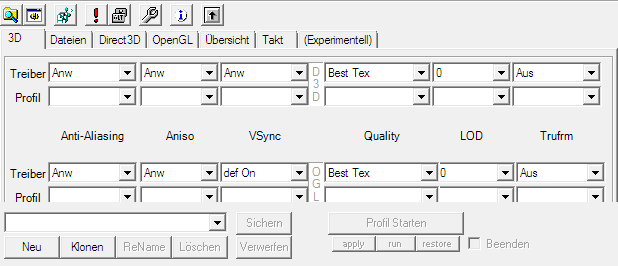 3D Dateien Direct3D OpenGL Übersicht Takt (Experimentell)
Treiber Anw Anw Anw D3D Best Tex 0 Aus
Profil
Anti-Aliasing Aniso VSync Quality LOD Trufrm
Treiber Anw Anw def On OGL Best Tex 0 Aus
Profil
Sichern Profil Starten
Neu Klonen ReName Löschen Verwerfen apply run restore Beenden